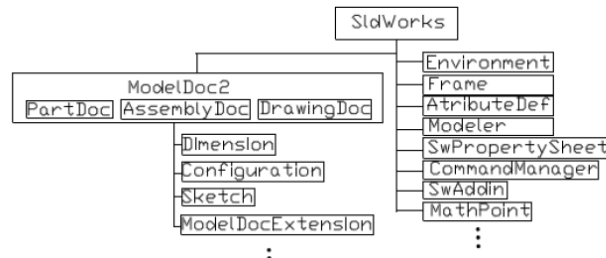 SldWorks
ModelDoc2
PartDoc AssemblyDoc DrawingDoc
Dimension
Configuration
Sketch
ModelDocExtension
Environment
Frame
AtributeDef
Modeler
SwPropertySheet
CommandManager
SwAddin
MathPoint